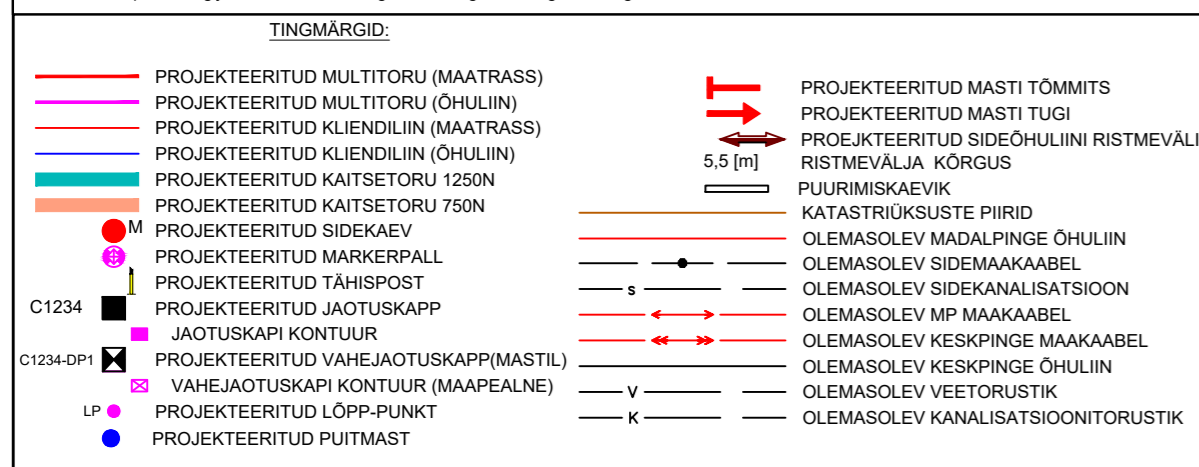 TINGMÄRGID:
PROJEKTEERITUD MULTITORU (MAATRASS)
PROJEKTEERITUD MULTITORU (ÕHULIIN)
PROJEKTEERITUD KLIENDILIIN (MAATRASS)
PROJEKTEERITUD KLIENDILIIN (ÕHULIIN)
PROJEKTEERITUD KAITSETORU 1250N
PROJEKTEERITUD KAITSETORU 750N
M PROJEKTEERITUD SIDEKAEV
PROJEKTEERITUD MARKERPALL
PROJEKTEERITUD TÄHISPOST
C1234 PROJEKTEERITUD JAOTUSKAPP
JAOTUSKAPI KONTUUR
C1234-DP1 PROJEKTEERITUD VAHEJAOTUSKAPP(MASTIL)
VAHEJAOTUSKAPI KONTUUR (MAAPEALNE)
LP PROJEKTEERITUD LÕPP-PUNKT
PROJEKTEERITUD PUITMAST
PROJEKTEERITUD MASTI TÕMMITS
PROJEKTEERITUD MASTI TUGI
PROEJKTEERITUD SIDEÕHULIINI RISTMEVÄLI
5,5 [m] RISTMEVÄLJA KÕRGUS
PUURIMISKAEVIK
KATASTRIÜKSUSTE PIIRID
OLEMASOLEV MADALPINGE ÕHULIIN
OLEMASOLEV SIDEMAAKAABEL
s OLEMASOLEV SIDEKANALISATSIOON
OLEMASOLEV MP MAAKAABEL
OLEMASOLEV KESKPINGE MAAKAABEL
OLEMASOLEV KESKPINGE ÕHULIIN
V OLEMASOLEV VEETORUSTIK
K OLEMASOLEV KANALISATSIOONITORUSTIK